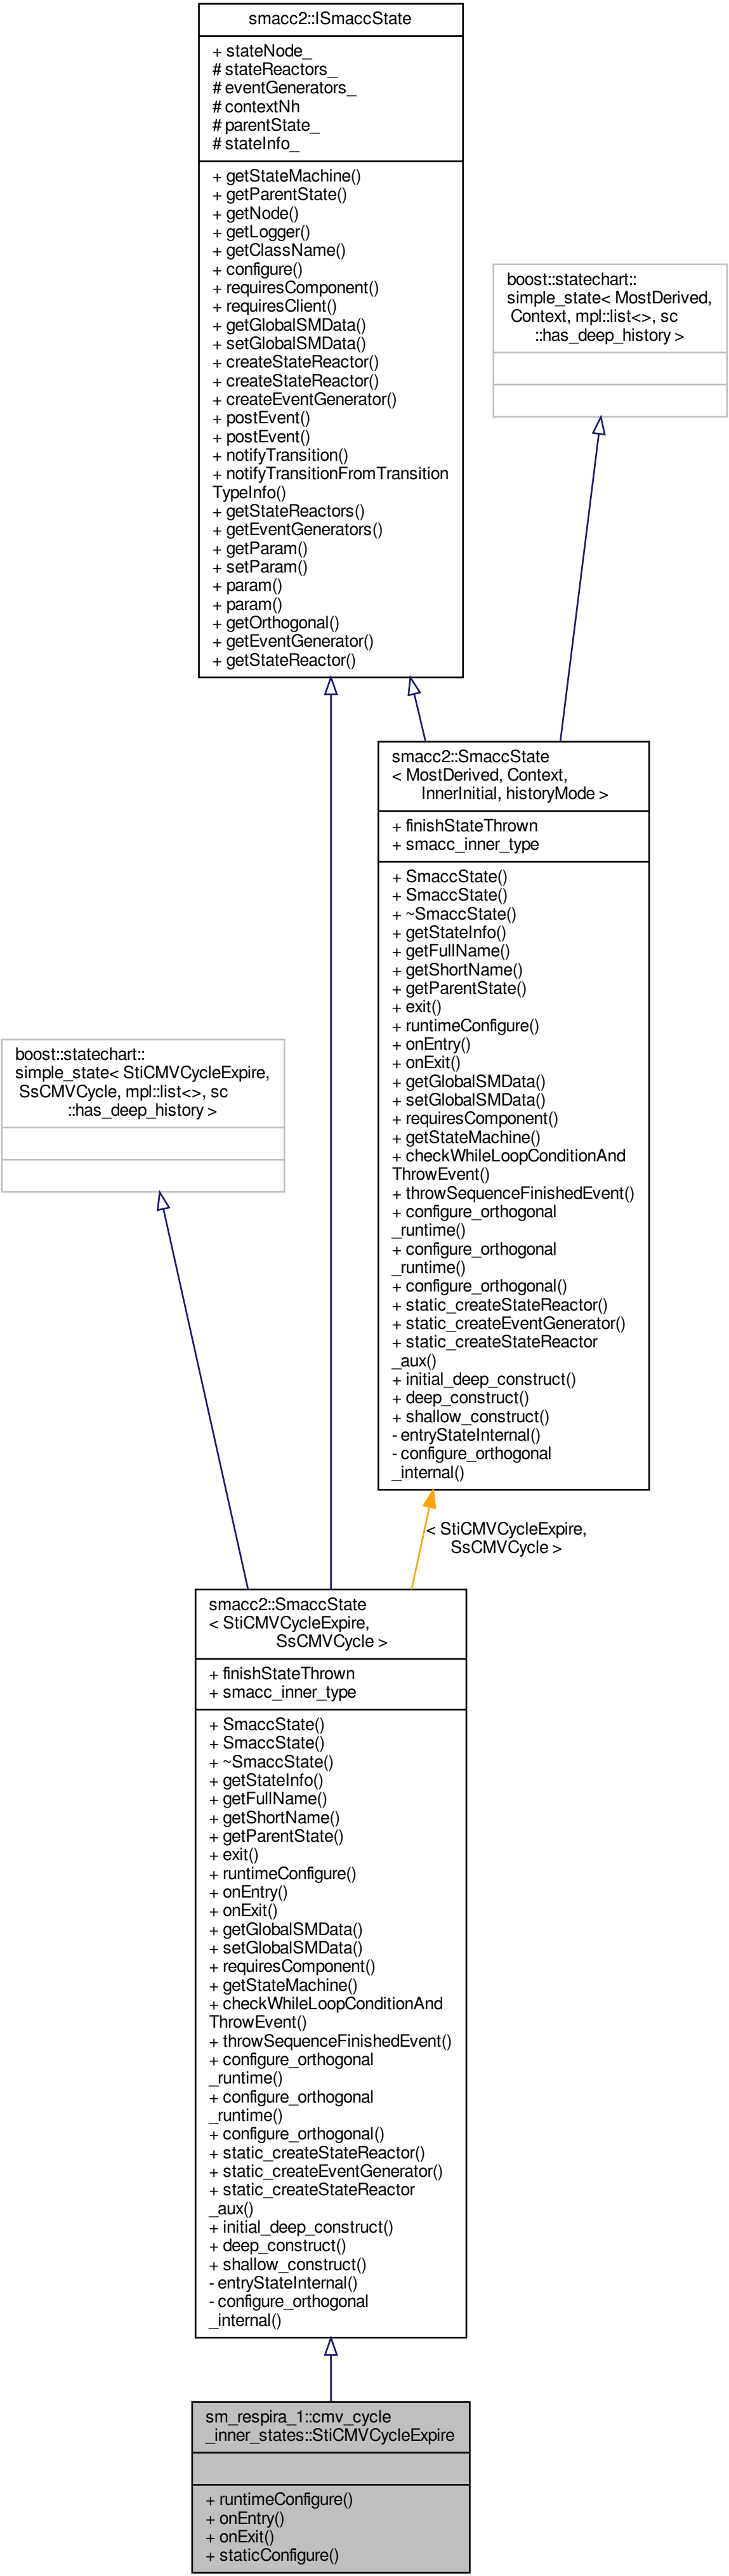 smacc2::ISmaccState
+ stateNode_
# stateReactors_
# eventGenerators_
# contextNh
# parentState_
# stateInfo_
+ getStateMachine()
+ getParentState()
+ getNode()
+ getLogger()
+ getClassName()
+ configure()
+ requiresComponent()
+ requiresClient()
+ getGlobalSMData()
+ setGlobalSMData()
+ createStateReactor()
+ createStateReactor()
+ createEventGenerator()
+ postEvent()
+ postEvent()
+ notifyTransition()
+ notifyTransitionFromTransition
TypeInfo()
+ getStateReactors()
+ getEventGenerators()
+ getParam()
+ setParam()
+ param()
+ param()
+ getOrthogonal()
+ getEventGenerator()
+ getStateReactor()
boost::statechart::
simple_state< MostDerived,
Context, mpl::list<>, sc
::has_deep_history >
smacc2::SmaccState
< MostDerived, Context,
InnerInitial, historyMode >
+ finishStateThrown
+ smacc_inner_type
+ SmaccState()
+ SmaccState()
+ ~SmaccState()
+ getStateInfo()
+ getFullName()
+ getShortName()
+ getParentState()
+ exit()
+ runtimeConfigure()
+ onEntry()
+ onExit()
+ getGlobalSMData()
+ setGlobalSMData()
+ requiresComponent()
+ getStateMachine()
+ checkWhileLoopConditionAnd
ThrowEvent()
+ throwSequenceFinishedEvent()
+ configure_orthogonal
_runtime()
+ configure_orthogonal
_runtime()
+ configure_orthogonal()
+ static_createStateReactor()
+ static_createEventGenerator()
+ static_createStateReactor
_aux()
+ initial_deep_construct()
+ deep_construct()
+ shallow_construct()
- entryStateInternal()
- configure_orthogonal
_internal()
boost::statechart::
simple_state< StiCMVCycleExpire,
SsCMVCycle, mpl::list<>, sc
::has_deep_history >
< StiCMVCycleExpire,
SsCMVCycle >
smacc2::SmaccState
< StiCMVCycleExpire,
SsCMVCycle >
+ finishStateThrown
+ smacc_inner_type
+ SmaccState()
+ SmaccState()
+ ~SmaccState()
+ getStateInfo()
+ getFullName()
+ getShortName()
+ getParentState()
+ exit()
+ runtimeConfigure()
+ onEntry()
+ onExit()
+ getGlobalSMData()
+ setGlobalSMData()
+ requiresComponent()
+ getStateMachine()
+ checkWhileLoopConditionAnd
ThrowEvent()
+ throwSequenceFinishedEvent()
+ configure_orthogonal
_runtime()
+ configure_orthogonal
_runtime()
+ configure_orthogonal()
+ static_createStateReactor()
+ static_createEventGenerator()
+ static_createStateReactor
_aux()
+ initial_deep_construct()
+ deep_construct()
+ shallow_construct()
- entryStateInternal()
- configure_orthogonal
_internal()
sm_respira_1::cmv_cycle
_inner_states::StiCMVCycleExpire
+ runtimeConfigure()
+ onEntry()
+ onExit()
+ staticConfigure()